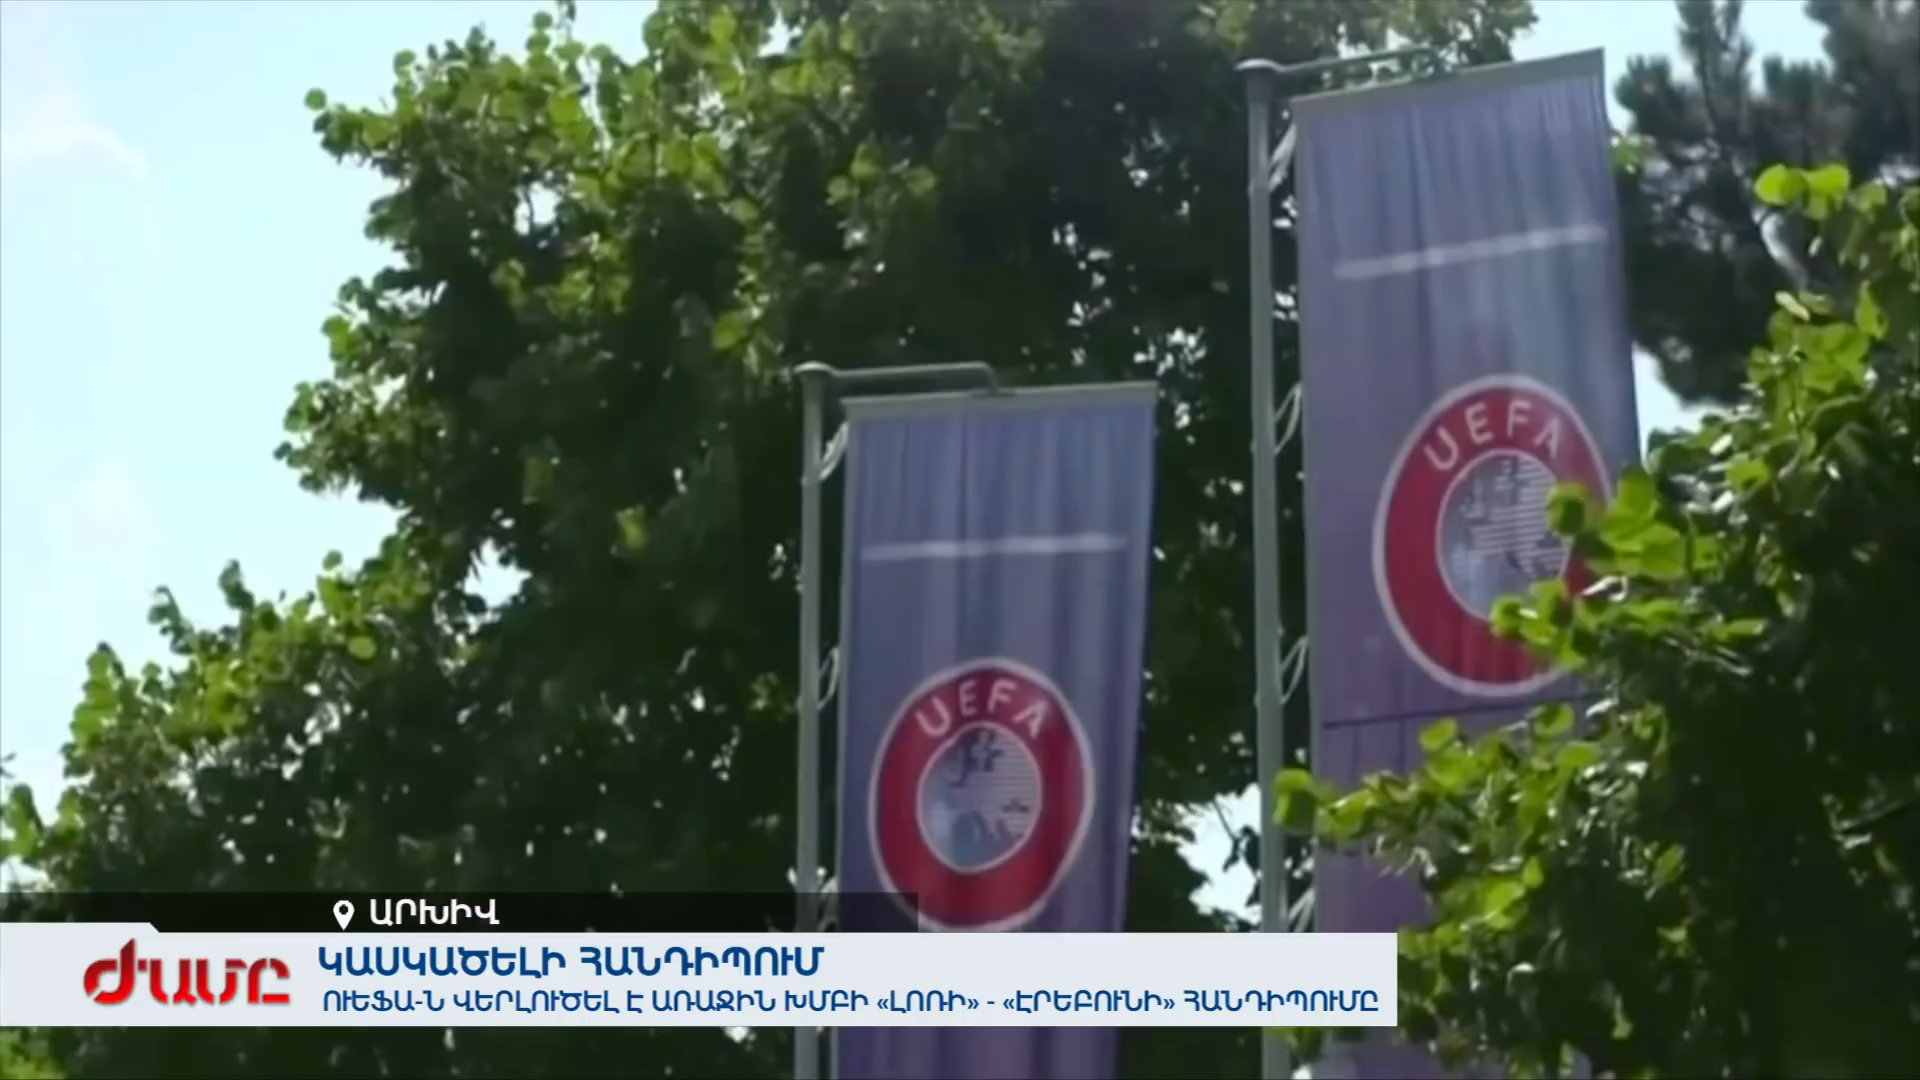 UEFA
UEFA
ԱՐԽԻՎ
ԺԱՄԸ
ԿԱՍԿԱԾԵԼԻ ՀԱՆԴԻՊՈՒՄ
ՈՒԵՖԱ-Ն ՎԵՐԼՈՒԾԵԼ Է ԱՌԱՋԻՆ ԽՄԲԻ «ԼՈՌԻ» - «ԷՐԵԲՈՒՆԻ» ՀԱՆԴԻՊՈՒՄԸ